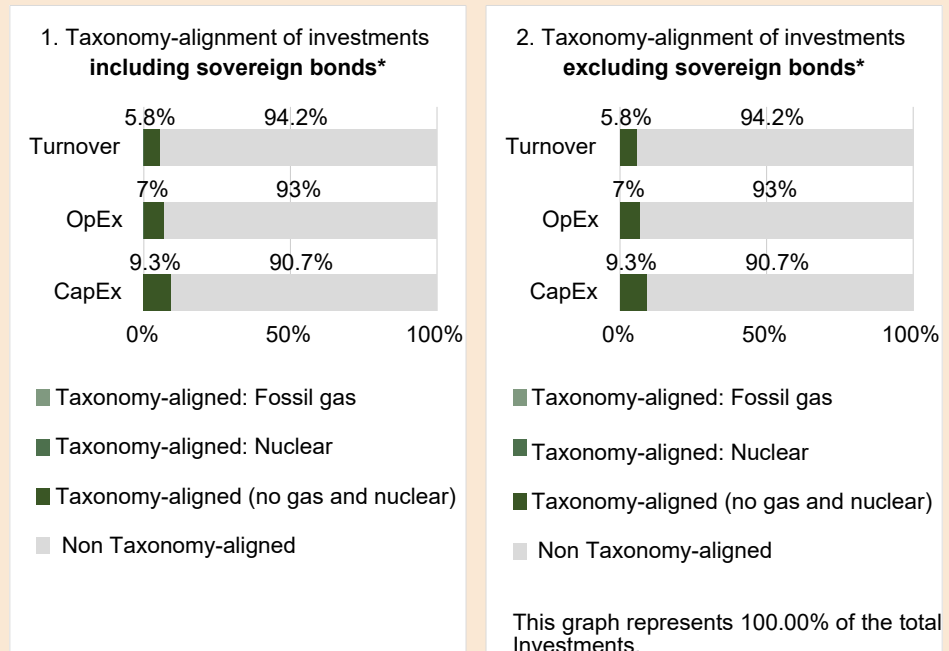 1. Taxonomy-alignment of investments
including sovereign bonds*
5.8% 94.2%
Turnover
7% 93%
OpEx
9.3% 90.7%
CapEx
0% 50% 100%
Taxonomy-aligned: Fossil gas
Taxonomy-aligned: Nuclear
Taxonomy-aligned (no gas and nuclear)
Non Taxonomy-aligned
2. Taxonomy-alignment of investments
excluding sovereign bonds*
5.8% 94.2%
Turnover
7% 93%
OpEx
9.3% 90.7%
CapEx
0% 50% 100%
Taxonomy-aligned: Fossil gas
Taxonomy-aligned: Nuclear
Taxonomy-aligned (no gas and nuclear)
Non Taxonomy-aligned
This graph represents 100.00% of the total
Investments.